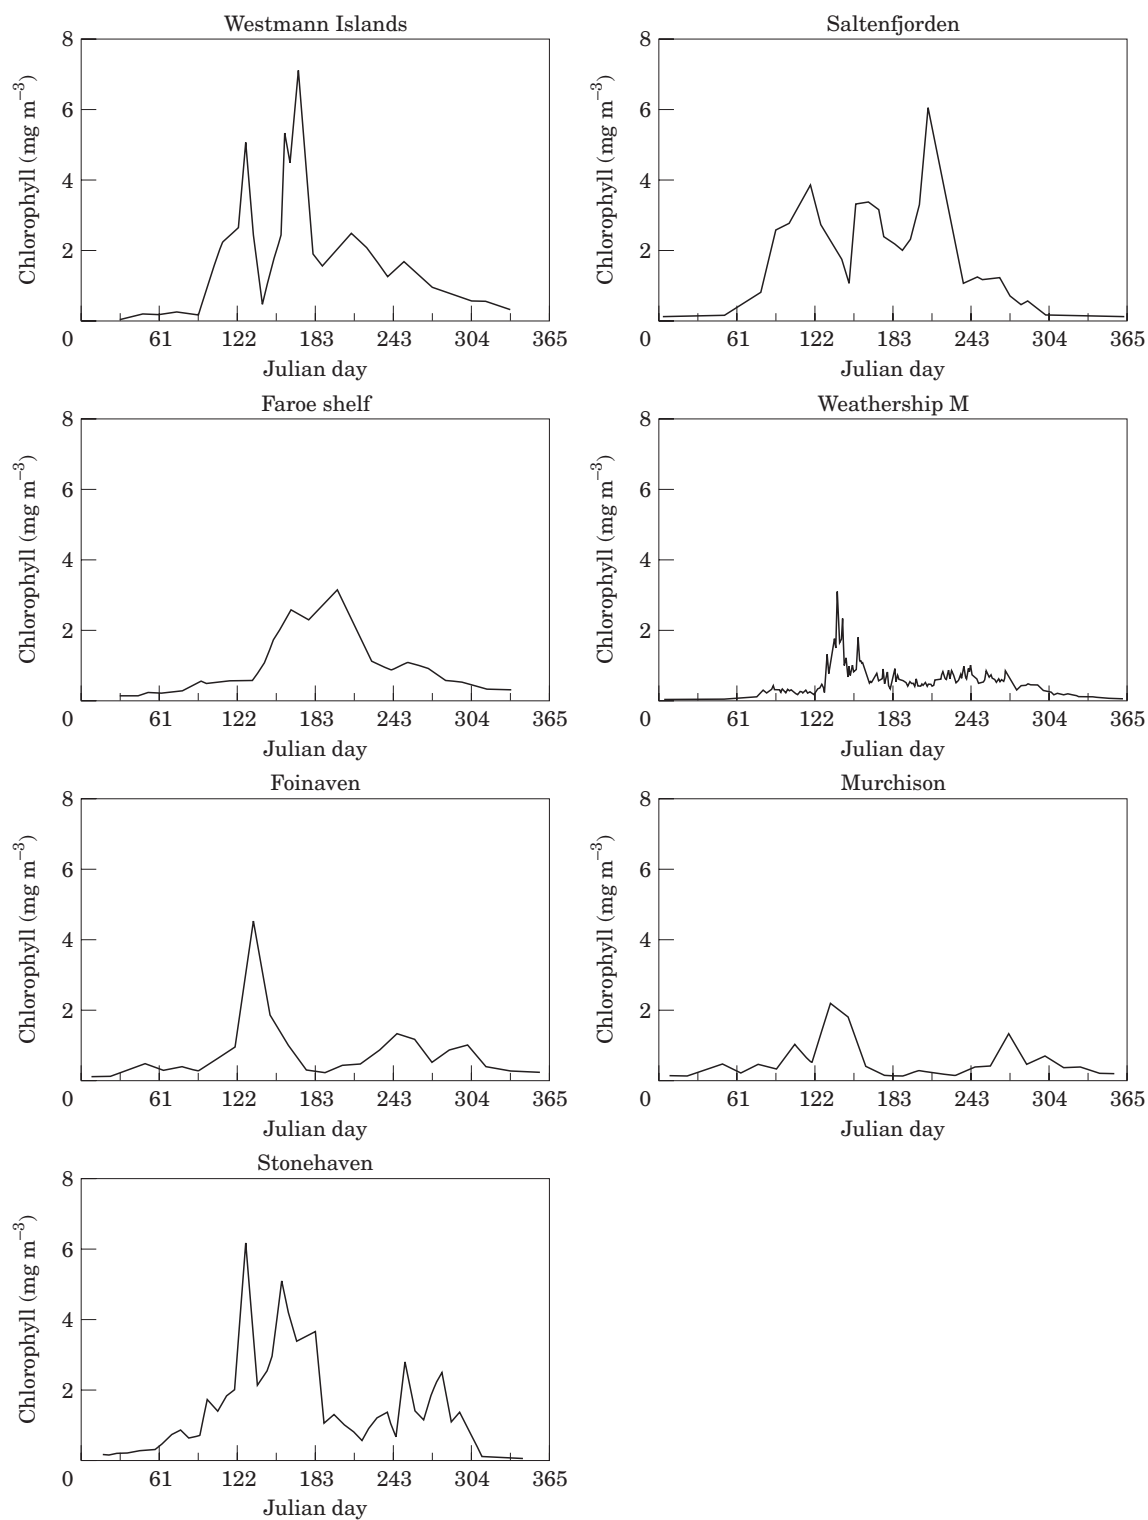 Westmann Islands
8
6
4
2
Chlorophyll (mg m⁻³)
0 61 122 183 243 304 365
Julian day
Saltenfjorden
8
6
4
2
Chlorophyll (mg m⁻³)
0 61 122 183 243 304 365
Julian day
Faroe shelf
8
6
4
2
Chlorophyll (mg m⁻³)
0 61 122 183 243 304 365
Julian day
Weathership M
8
6
4
2
Chlorophyll (mg m⁻³)
0 61 122 183 243 304 365
Julian day
Foinaven
8
6
4
2
Chlorophyll (mg m⁻³)
0 61 122 183 243 304 365
Julian day
Murchison
8
6
4
2
Chlorophyll (mg m⁻³)
0 61 122 183 243 304 365
Julian day
Stonehaven
8
6
4
2
Chlorophyll (mg m⁻³)
0 61 122 183 243 304 365
Julian day